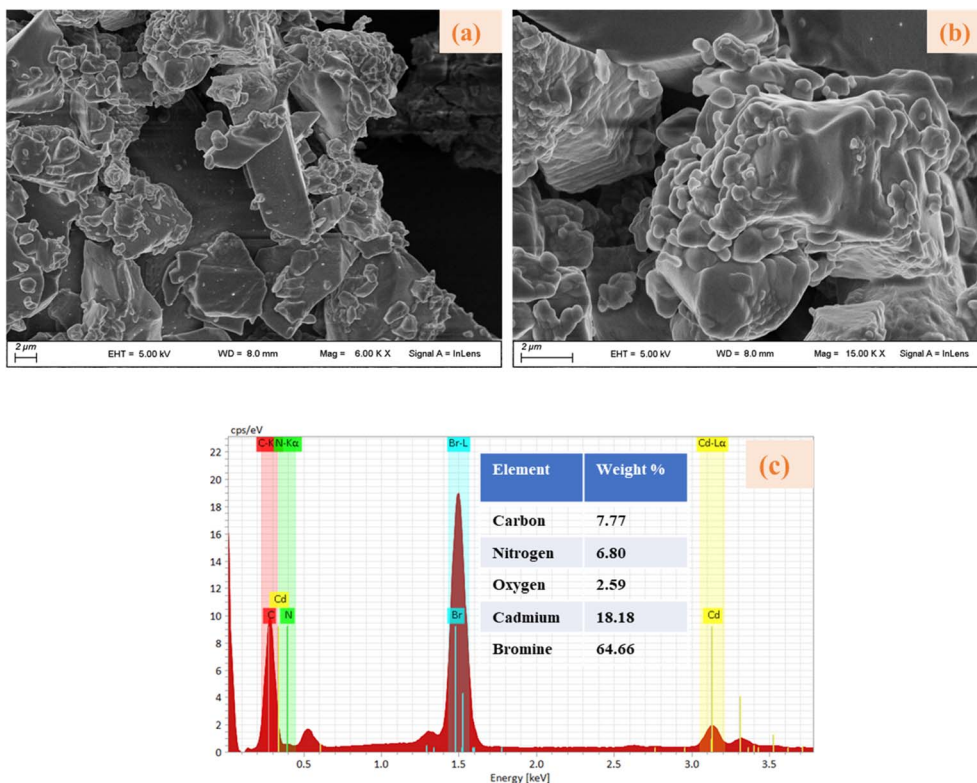 (a)
2 µm
EHT = 5.00 kV
WD = 8.0 mm
Mag = 6.00 K X
Signal A = InLens
(b)
2 µm
EHT = 5.00 kV
WD = 8.0 mm
Mag = 15.00 K X
Signal A = InLens
cps/eV
C-K N-Kα Br-L Cd-Lα
(c)
22
20
18
16
14
12
10
8
6
4
2
0
Cd
C N Br Cd
Element Weight %
Carbon 7.77
Nitrogen 6.80
Oxygen 2.59
Cadmium 18.18
Bromine 64.66
0.5 1.0 1.5 2.0 2.5 3.0 3.5
Energy [keV]